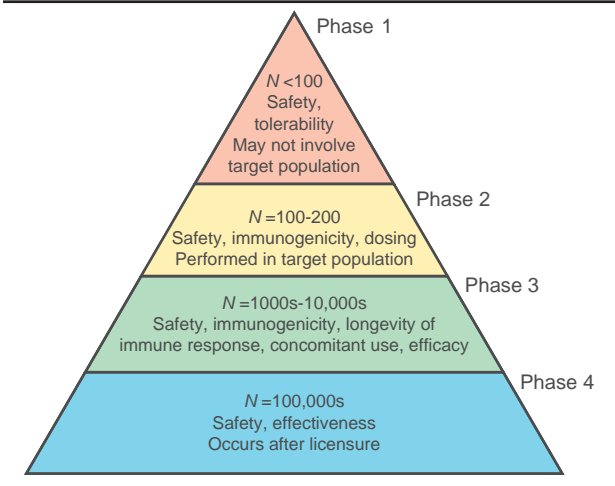 Phase 1
N <100
Safety,
tolerability
May not involve
target population
Phase 2
N =100-200
Safety, immunogenicity, dosing
Performed in target population
Phase 3
N =1000s-10,000s
Safety, immunogenicity, longevity of
immune response, concomitant use, efficacy
Phase 4
N =100,000s
Safety, effectiveness
Occurs after licensure